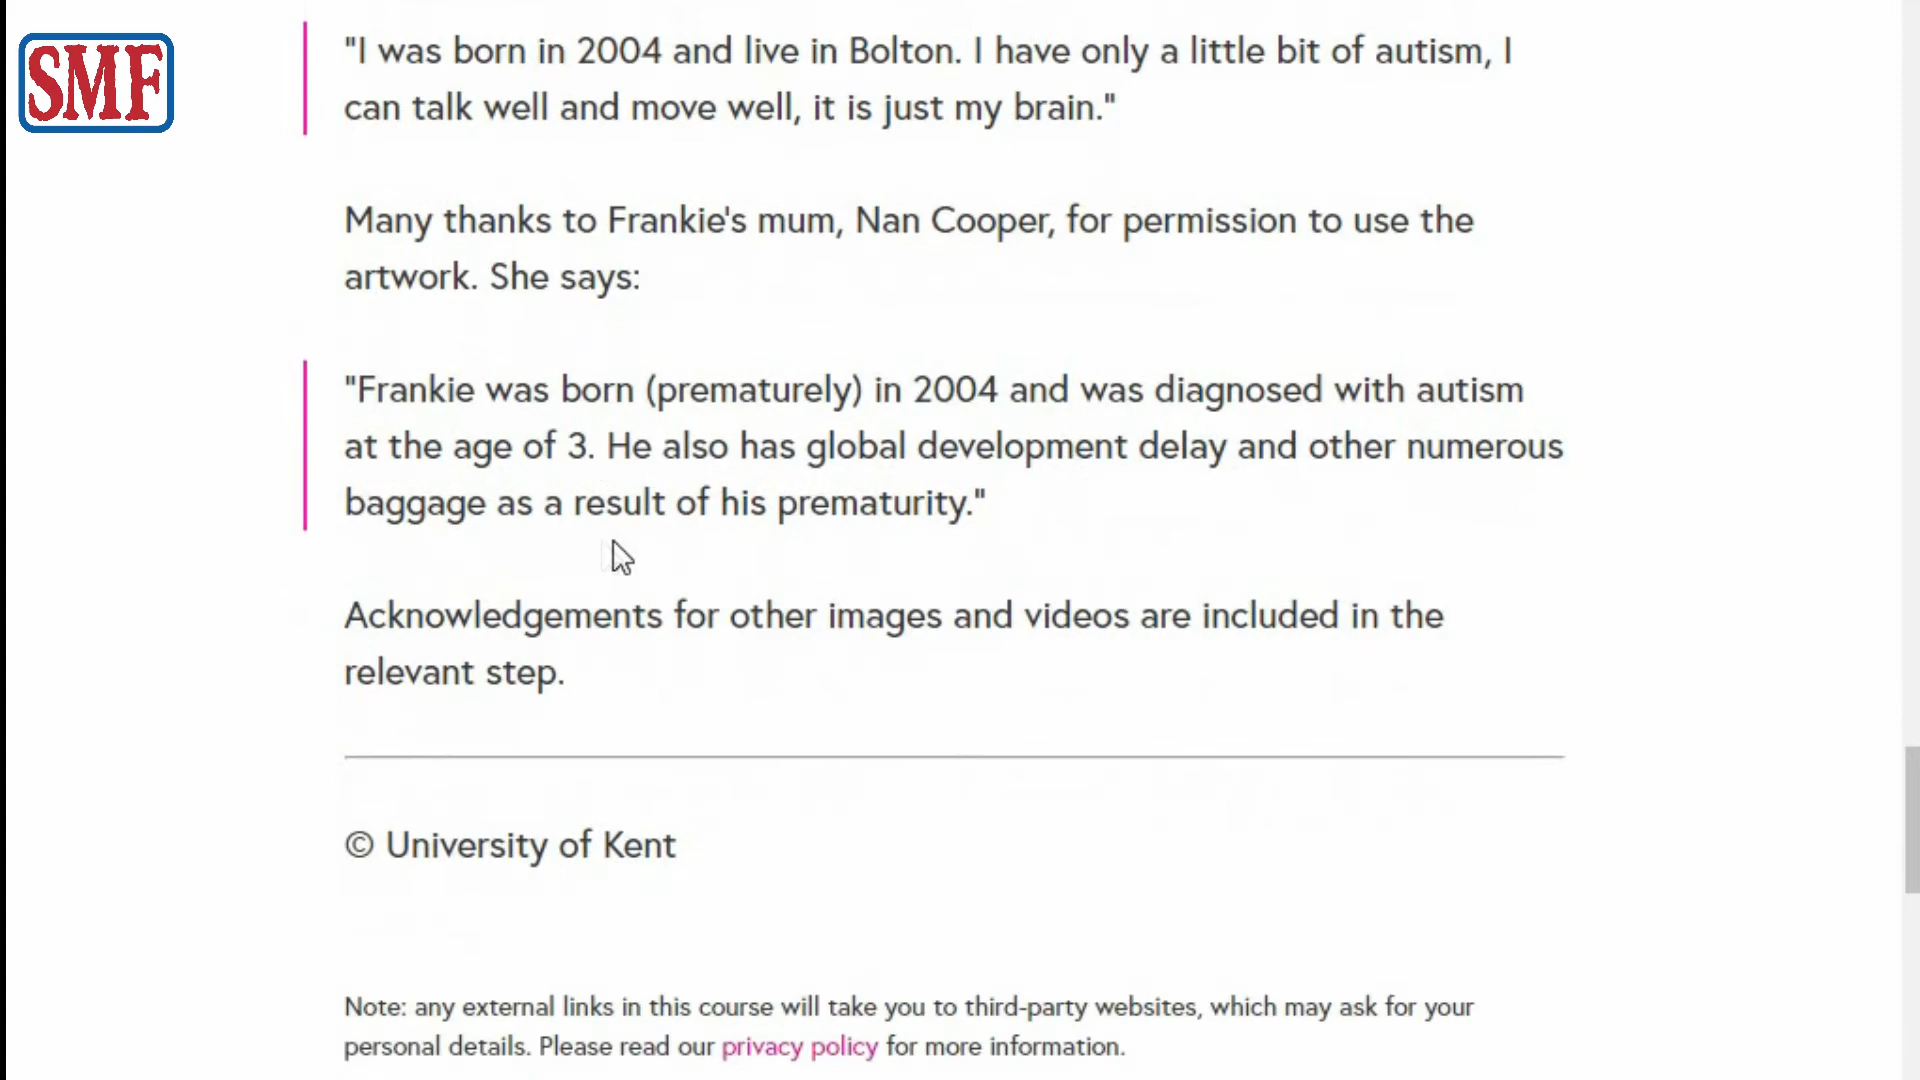 SMF
"I was born in 2004 and live in Bolton. I have only a little bit of autism, I
can talk well and move well, it is just my brain."
Many thanks to Frankie's mum, Nan Cooper, for permission to use the
artwork. She says:
"Frankie was born (prematurely) in 2004 and was diagnosed with autism
at the age of 3. He also has global development delay and other numerous
baggage as a result of his prematurity."
Acknowledgements for other images and videos are included in the
relevant step.
© University of Kent
Note: any external links in this course will take you to third-party websites, which may ask for your
personal details. Please read our privacy policy for more information.